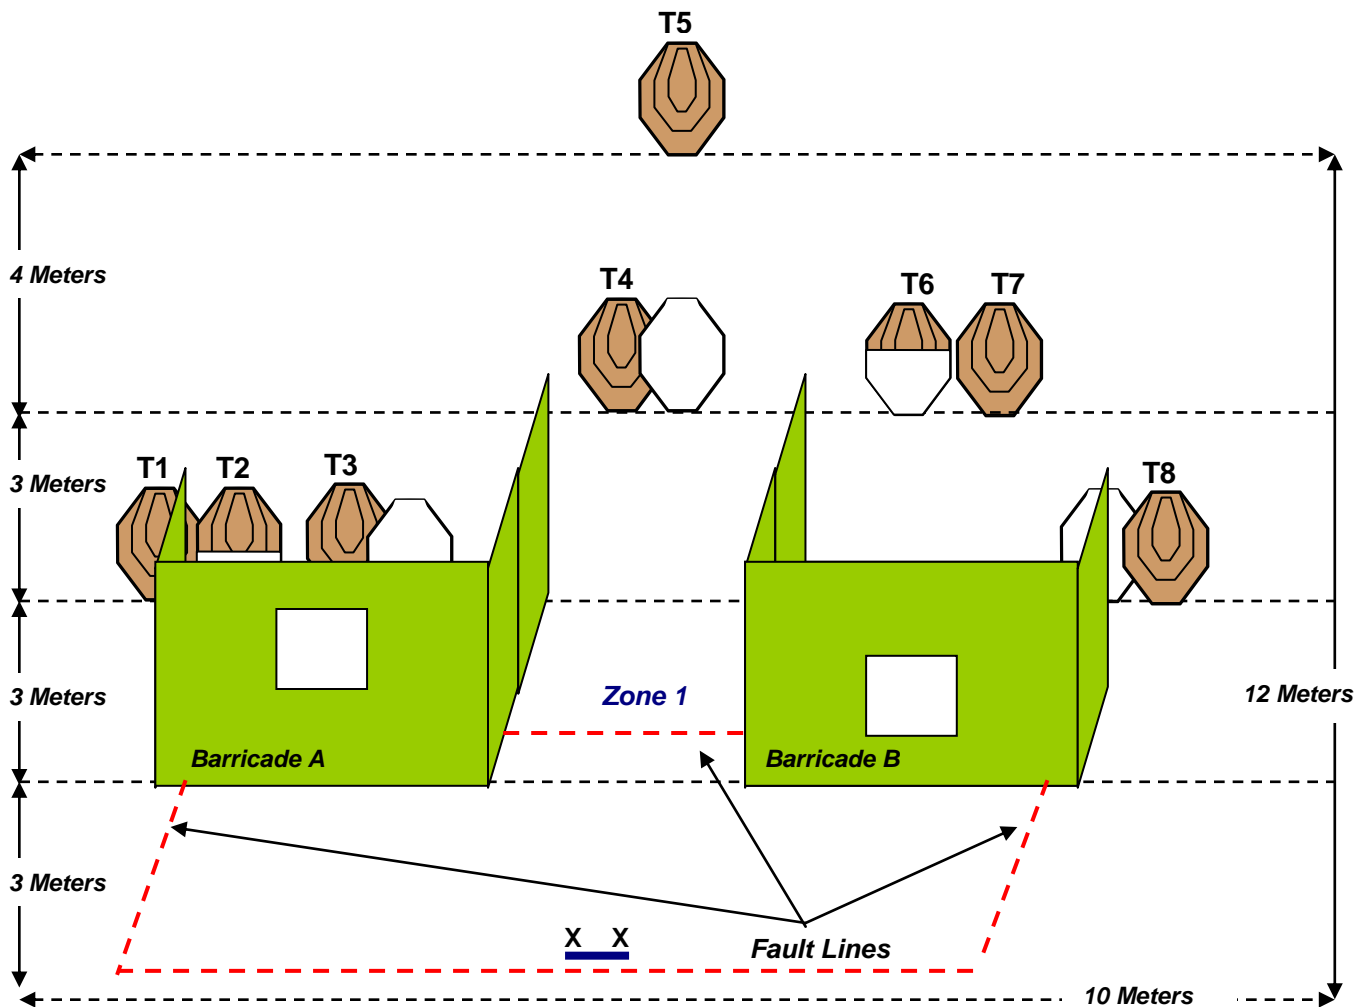 T5
4 Meters
T4
T6
T7
3 Meters
T1
T2
T3
T8
3 Meters
Zone 1
12 Meters
Barricade A
Barricade B
3 Meters
X X
Fault Lines
10 Meters